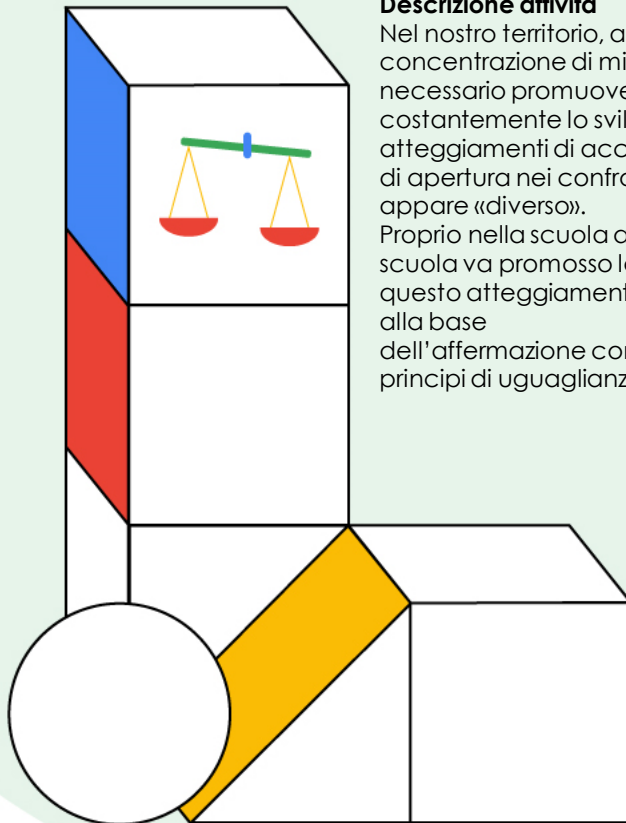 Descrizione attività
Nel nostro territorio, a
concentrazione di mi
necessario promuove
costantemente lo svil
atteggiamenti di acc
di apertura nei confro
appare «diverso».
Proprio nella scuola d
scuola va promosso l
questo atteggiament
alla base
dell’affermazione co
principi di uguaglianz